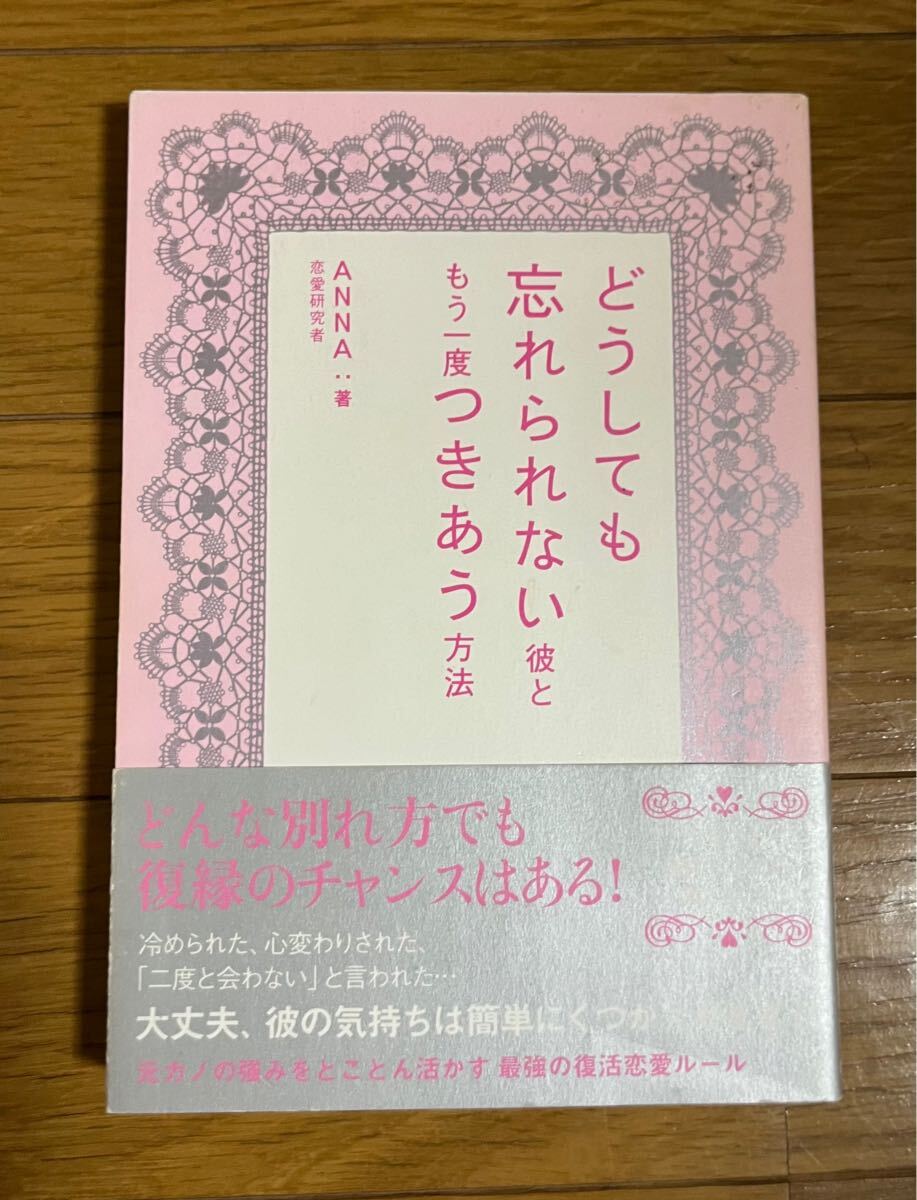 どうしても
忘れられない彼と
もう一度つきあう方法
ANNA:著
恋愛研究者
どんな別れ方でも
復縁のチャンスはある!
冷められた、心変わりされた、
「二度と会わない」と言われた…
大丈夫、彼の気持ちは簡単にくつが
元カノの強みをとことん活かす 最強の復活恋愛ルール